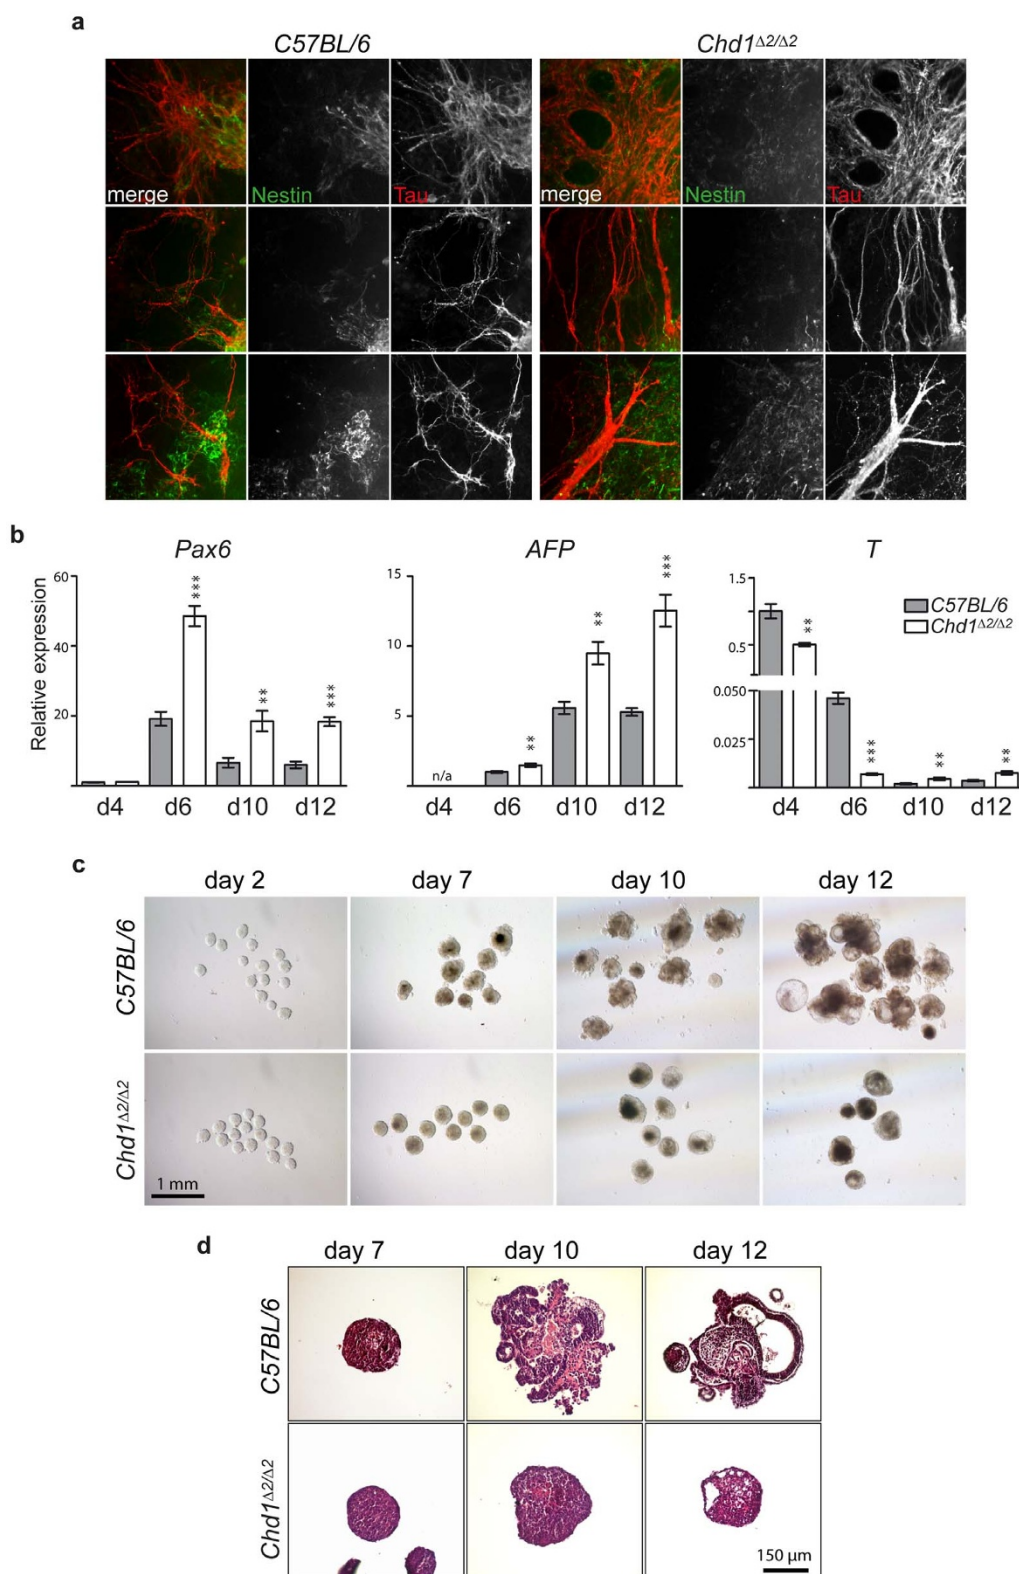 a
C57BL/6 Chd1Δ2/Δ2
merge Nestin Tau merge Nestin Tau
b
Pax6 AFP T
Relative expression
60
40
20
***
**
***
d4 d6 d10 d12
15
10
5
n/a
**
**
***
d4 d6 d10 d12
1.5
1
0.5
0.050
0.025
**
***
**
**
d4 d6 d10 d12
C57BL/6
Chd1Δ2/Δ2
c
day 2 day 7 day 10 day 12
C57BL/6
Chd1Δ2/Δ2
1 mm
d
day 7 day 10 day 12
C57BL/6
Chd1Δ2/Δ2
150 µm